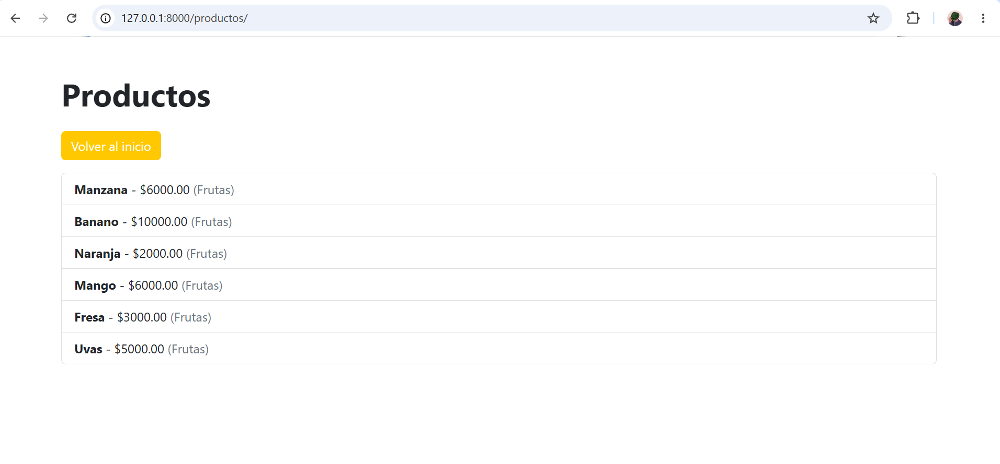 127.0.0.1:8000/productos/
Productos
Volver al inicio
Manzana - $6000.00 (Frutas)
Banano - $10000.00 (Frutas)
Naranja - $2000.00 (Frutas)
Mango - $6000.00 (Frutas)
Fresa - $3000.00 (Frutas)
Uvas - $5000.00 (Frutas)